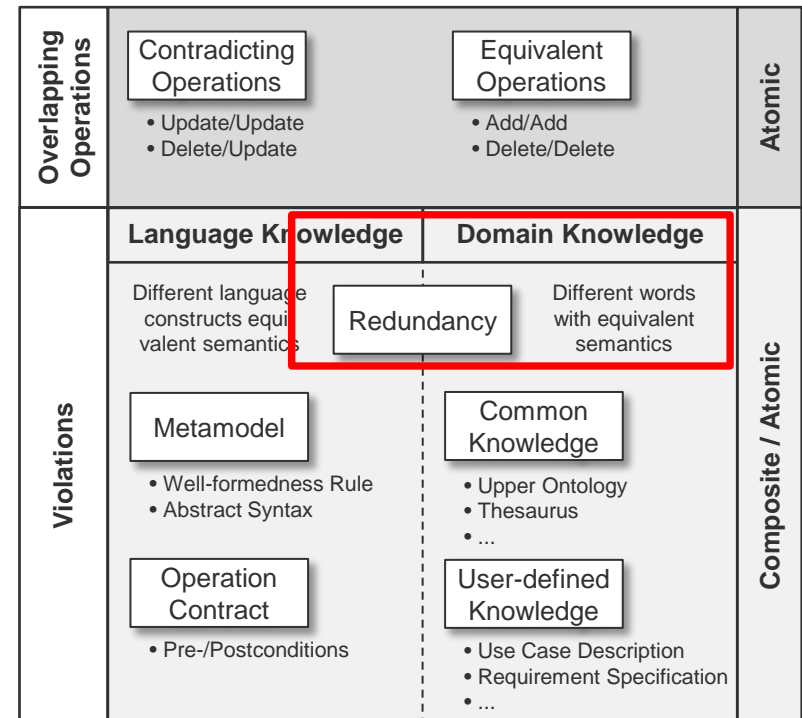 Overlapping
Operations
Contradicting
Operations
• Update/Update
• Delete/Update
Equivalent
Operations
• Add/Add
• Delete/Delete
Atomic
Violations
Language Knowledge
Domain Knowledge
Different language
constructs equi
valent semantics
Redundancy
Different words
with equivalent
semantics
Metamodel
• Well-formedness Rule
• Abstract Syntax
Common
Knowledge
• Upper Ontology
• Thesaurus
• ...
Operation
Contract
• Pre-/Postconditions
User-defined
Knowledge
• Use Case Description
• Requirement Specification
• ...
Composite / Atomic